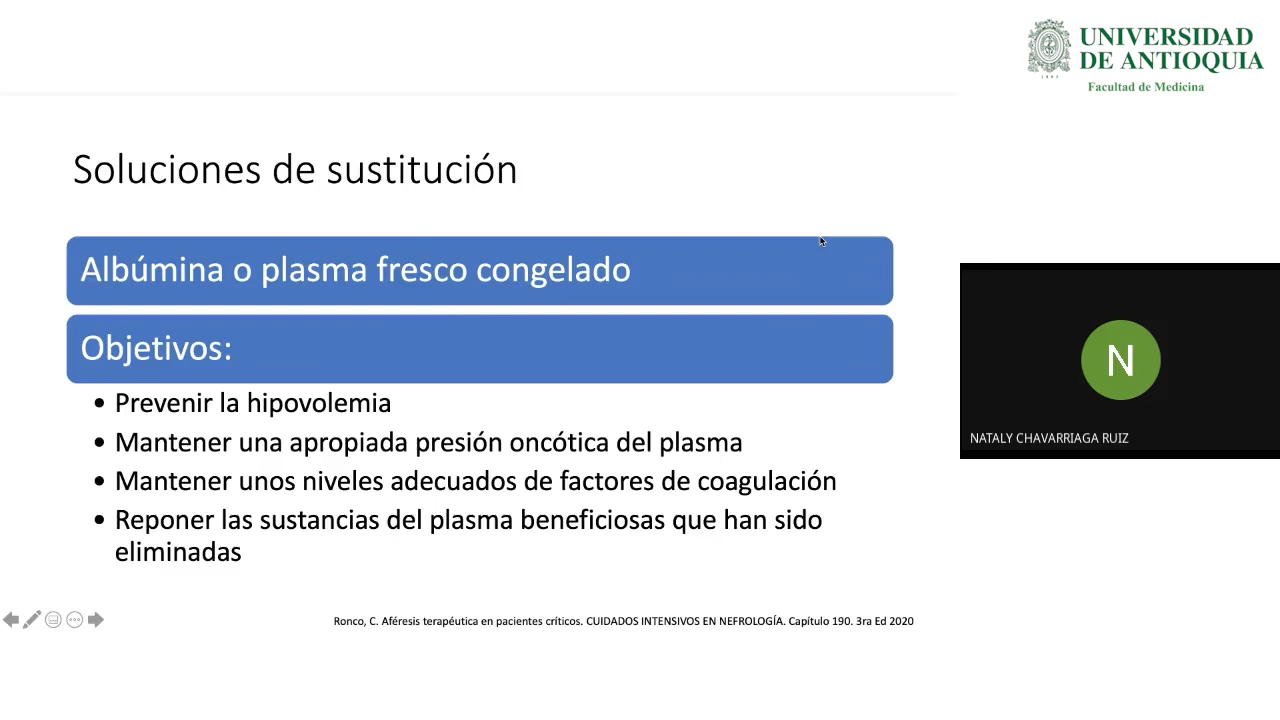 UNIVERSIDAD
DE ANTIOQUIA
1803
Facultad de Medicina
Soluciones de sustitución
Albúmina o plasma fresco congelado
Objetivos:
• Prevenir la hipovolemia
• Mantener una apropiada presión oncótica del plasma
• Mantener unos niveles adecuados de factores de coagulación
• Reponer las sustancias del plasma beneficiosas que han sido
eliminadas
N
NATALY CHAVARRIAGA RUIZ
Ronco, C. Aféresis terapéutica en pacientes críticos. CUIDADOS INTENSIVOS EN NEFROLOGÍA. Capítulo 190. 3ra Ed 2020